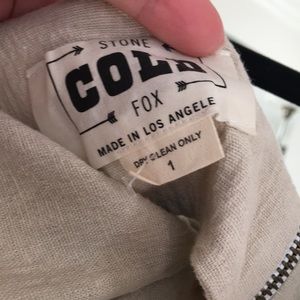 STONE
COLD
FOX
MADE IN LOS ANGELE
DRY CLEAN ONLY
1